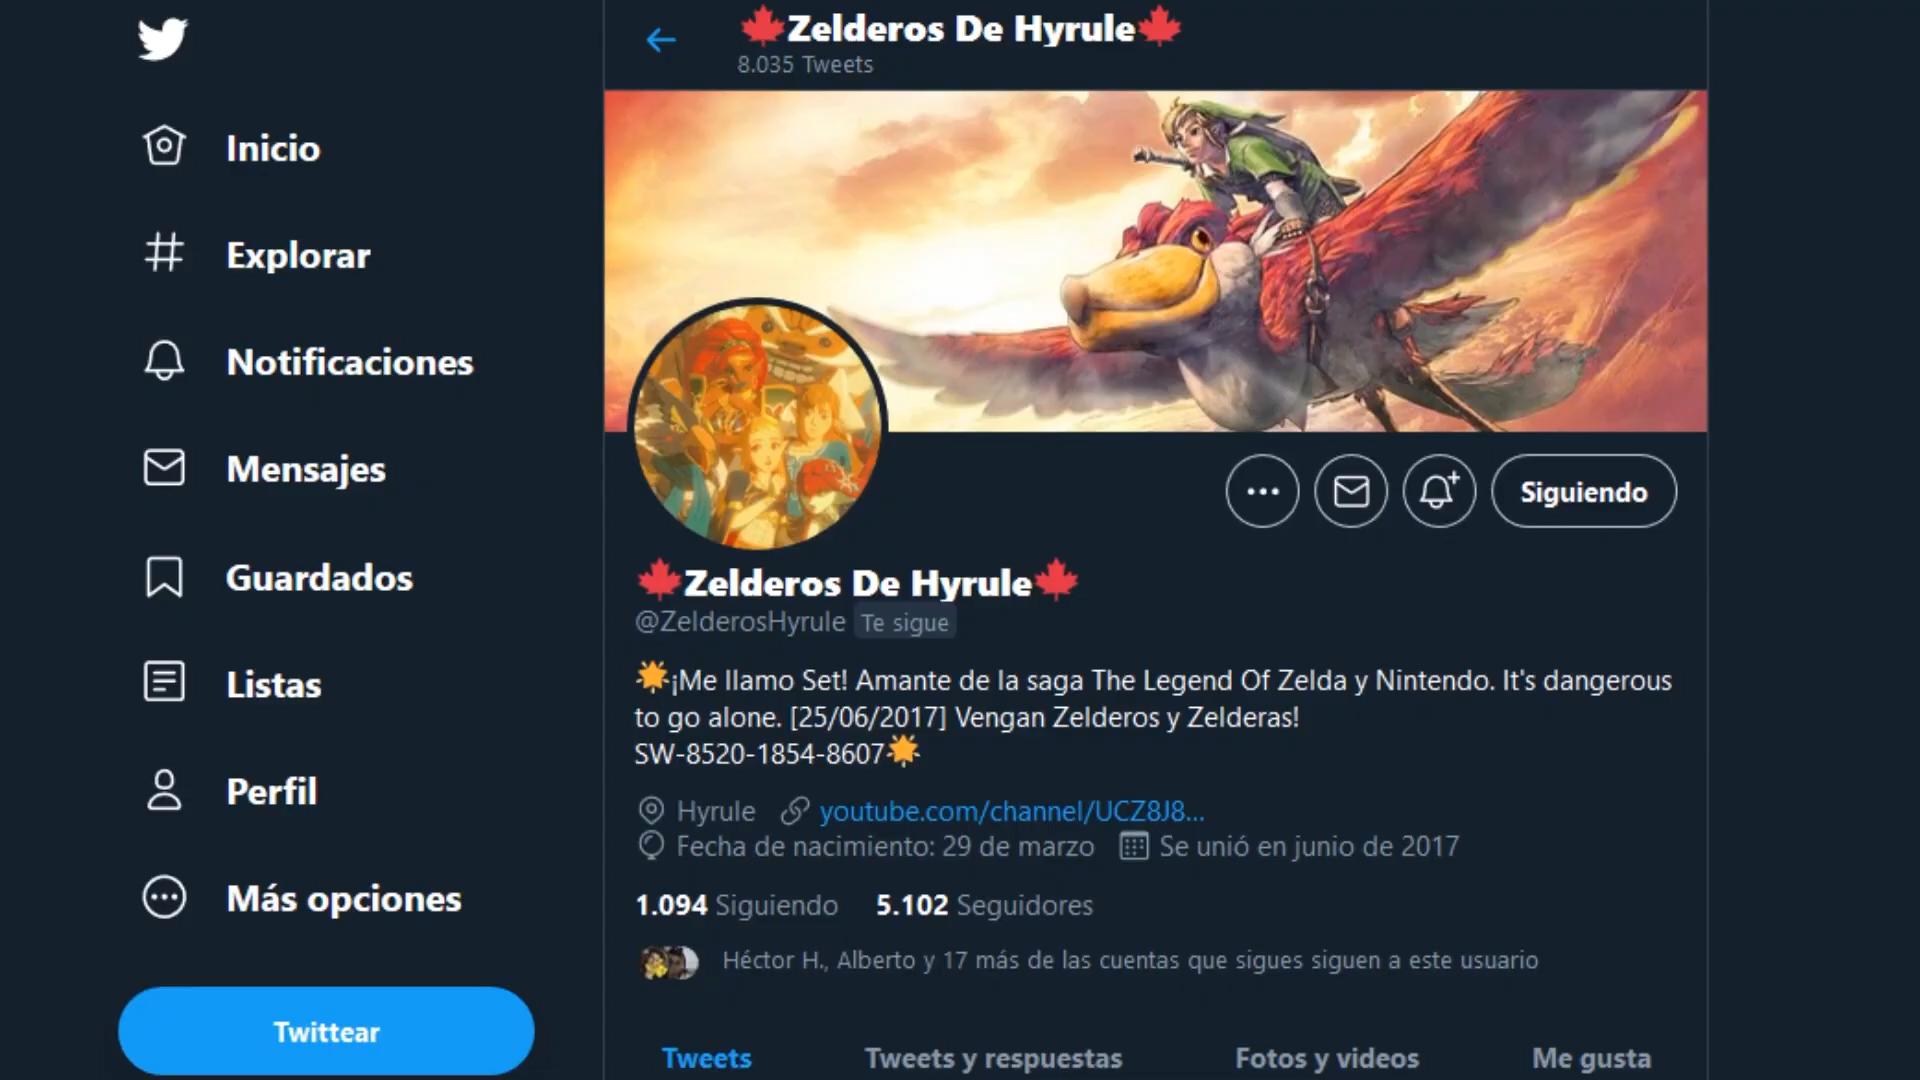 Zelderos De Hyrule
8.035 Tweets
Inicio
Explorar
Notificaciones
Mensajes
Guardados
Listas
Perfil
Más opciones
Twittear
Siguiendo
Zelderos De Hyrule
@ZelderosHyrule Te sigue
¡Me llamo Set! Amante de la saga The Legend Of Zelda y Nintendo. It's dangerous
to go alone. [25/06/2017] Vengan Zelderos y Zelderas!
SW-8520-1854-8607
Hyrule youtube.com/channel/UCZ8J8...
Fecha de nacimiento: 29 de marzo Se unió en junio de 2017
1.094 Siguiendo 5.102 Seguidores
Héctor H., Alberto y 17 más de las cuentas que sigues siguen a este usuario
Tweets Tweets y respuestas Fotos y videos Me gusta